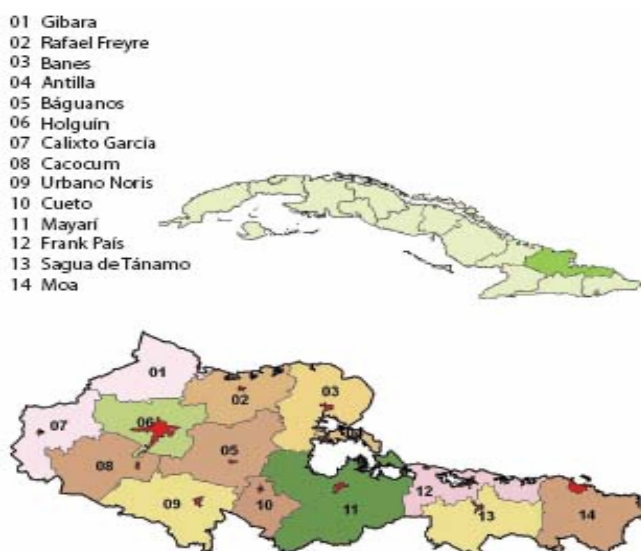 01 Gibara
02 Rafael Freyre
03 Banes
04 Antilla
05 Báguanos
06 Holguín
07 Calixto García
08 Cacocum
09 Urbano Noris
10 Cueto
11 Mayarí
12 Frank País
13 Sagua de Tánamo
14 Moa
01
02
03
07
06
05
08
09
10
11
12
13
14